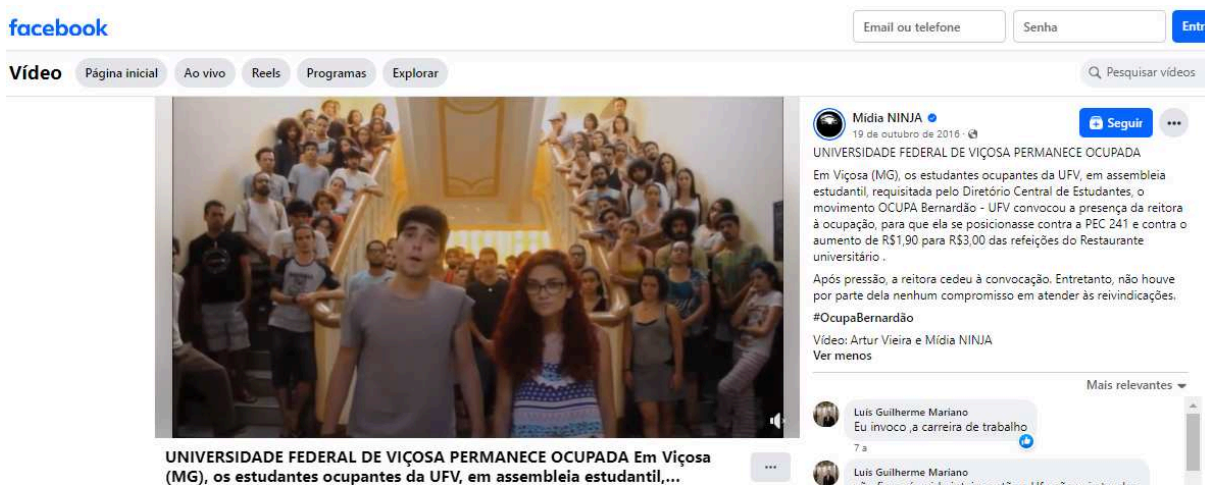 facebook
Email ou telefone
Senha
Entr
Vídeo
Página inicial
Ao vivo
Reels
Programas
Explorar
Pesquisar vídeos
Mídia NINJA
19 de outubro de 2016
Seguir
UNIVERSIDADE FEDERAL DE VIÇOSA PERMANECE OCUPADA
Em Viçosa (MG), os estudantes ocupantes da UFV, em assembleia
estudantil, requisitada pelo Diretório Central de Estudantes, o
movimento OCUPA Bernardão - UFV convocou a presença da reitora
à ocupação, para que ela se posicionasse contra a PEC 241 e contra o
aumento de R$1,90 para R$3,00 das refeições do Restaurante
universitário .
Após pressão, a reitora cedeu à convocação. Entretanto, não houve
por parte dela nenhum compromisso em atender às reivindicações.
#OcupaBernardão
Vídeo: Artur Vieira e Mídia NINJA
Ver menos
Mais relevantes
Luís Guilherme Mariano
Eu invoco ,a carreira de trabalho
7 a
Luís Guilherme Mariano
UNIVERSIDADE FEDERAL DE VIÇOSA PERMANECE OCUPADA Em Viçosa
(MG), os estudantes ocupantes da UFV, em assembleia estudantil,...